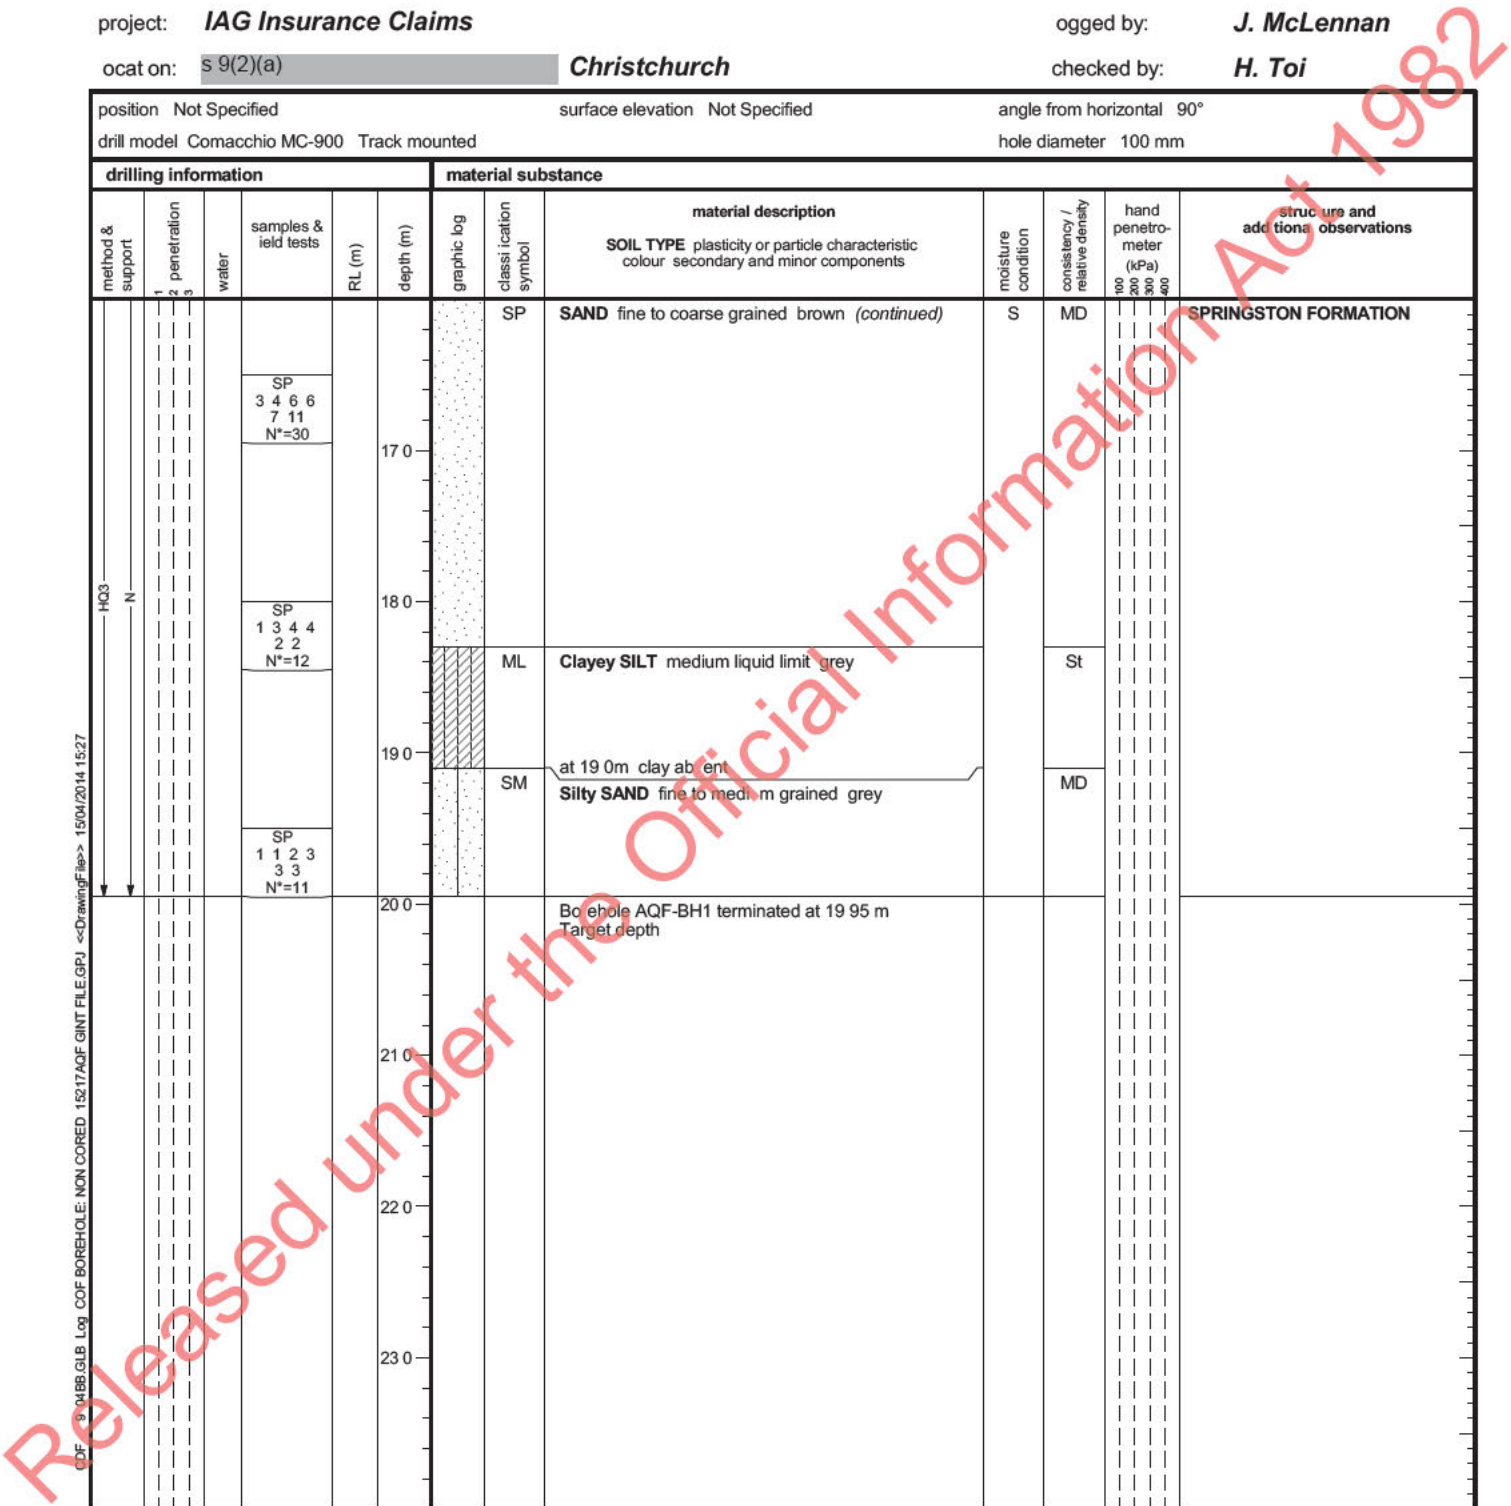 project: IAG Insurance Claims
ogged by: J. McLennan
ocat on: s 9(2)(a) Christchurch
checked by: H. Toi
position Not Specified
surface elevation Not Specified
angle from horizontal 90°
drill model Comacchio MC-900 Track mounted
hole diameter 100 mm
drilling information
material substance
method &
support
1 2 3 penetration
water
samples &
ield tests
RL (m)
depth (m)
graphic log
classi ication
symbol
material description
SOIL TYPE plasticity or particle characteristic
colour secondary and minor components
moisture
condition
consistency /
relative density
hand
penetro-
meter
(kPa)
100
200
300
400
struc ure and
add tiona observations
SP SAND fine to coarse grained brown (continued) S MD SPRINGSTON FORMATION
SP
3 4 6 6
7 11
N*=30
17 0
HQ3
N
18 0
SP
1 3 4 4
2 2
N*=12
ML Clayey SILT medium liquid limit grey St
19 0
at 19 0m clay ab ent
SM Silty SAND fine to medi m grained grey MD
SP
1 1 2 3
3 3
N*=11
20 0
Bo ehole AQF-BH1 terminated at 19 95 m
Target depth
21 0
22 0
23 0
CDF 9 04BB.GLB Log COF BOREHOLE: NON CORED 15217AQF GINT FILE.GPJ <<DrawingFile>> 15/04/2014 15:27
Released under the Official Information Act 1982